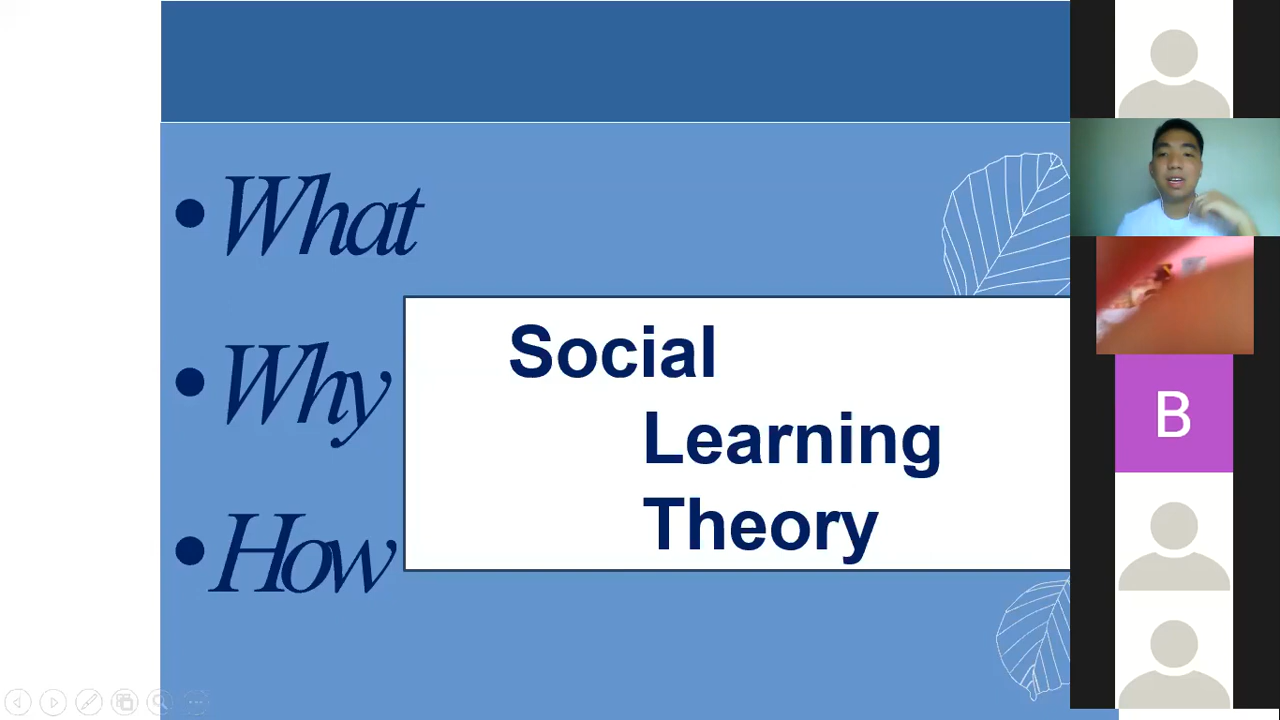 • What
• Why
• How
Social
Learning
Theory
B